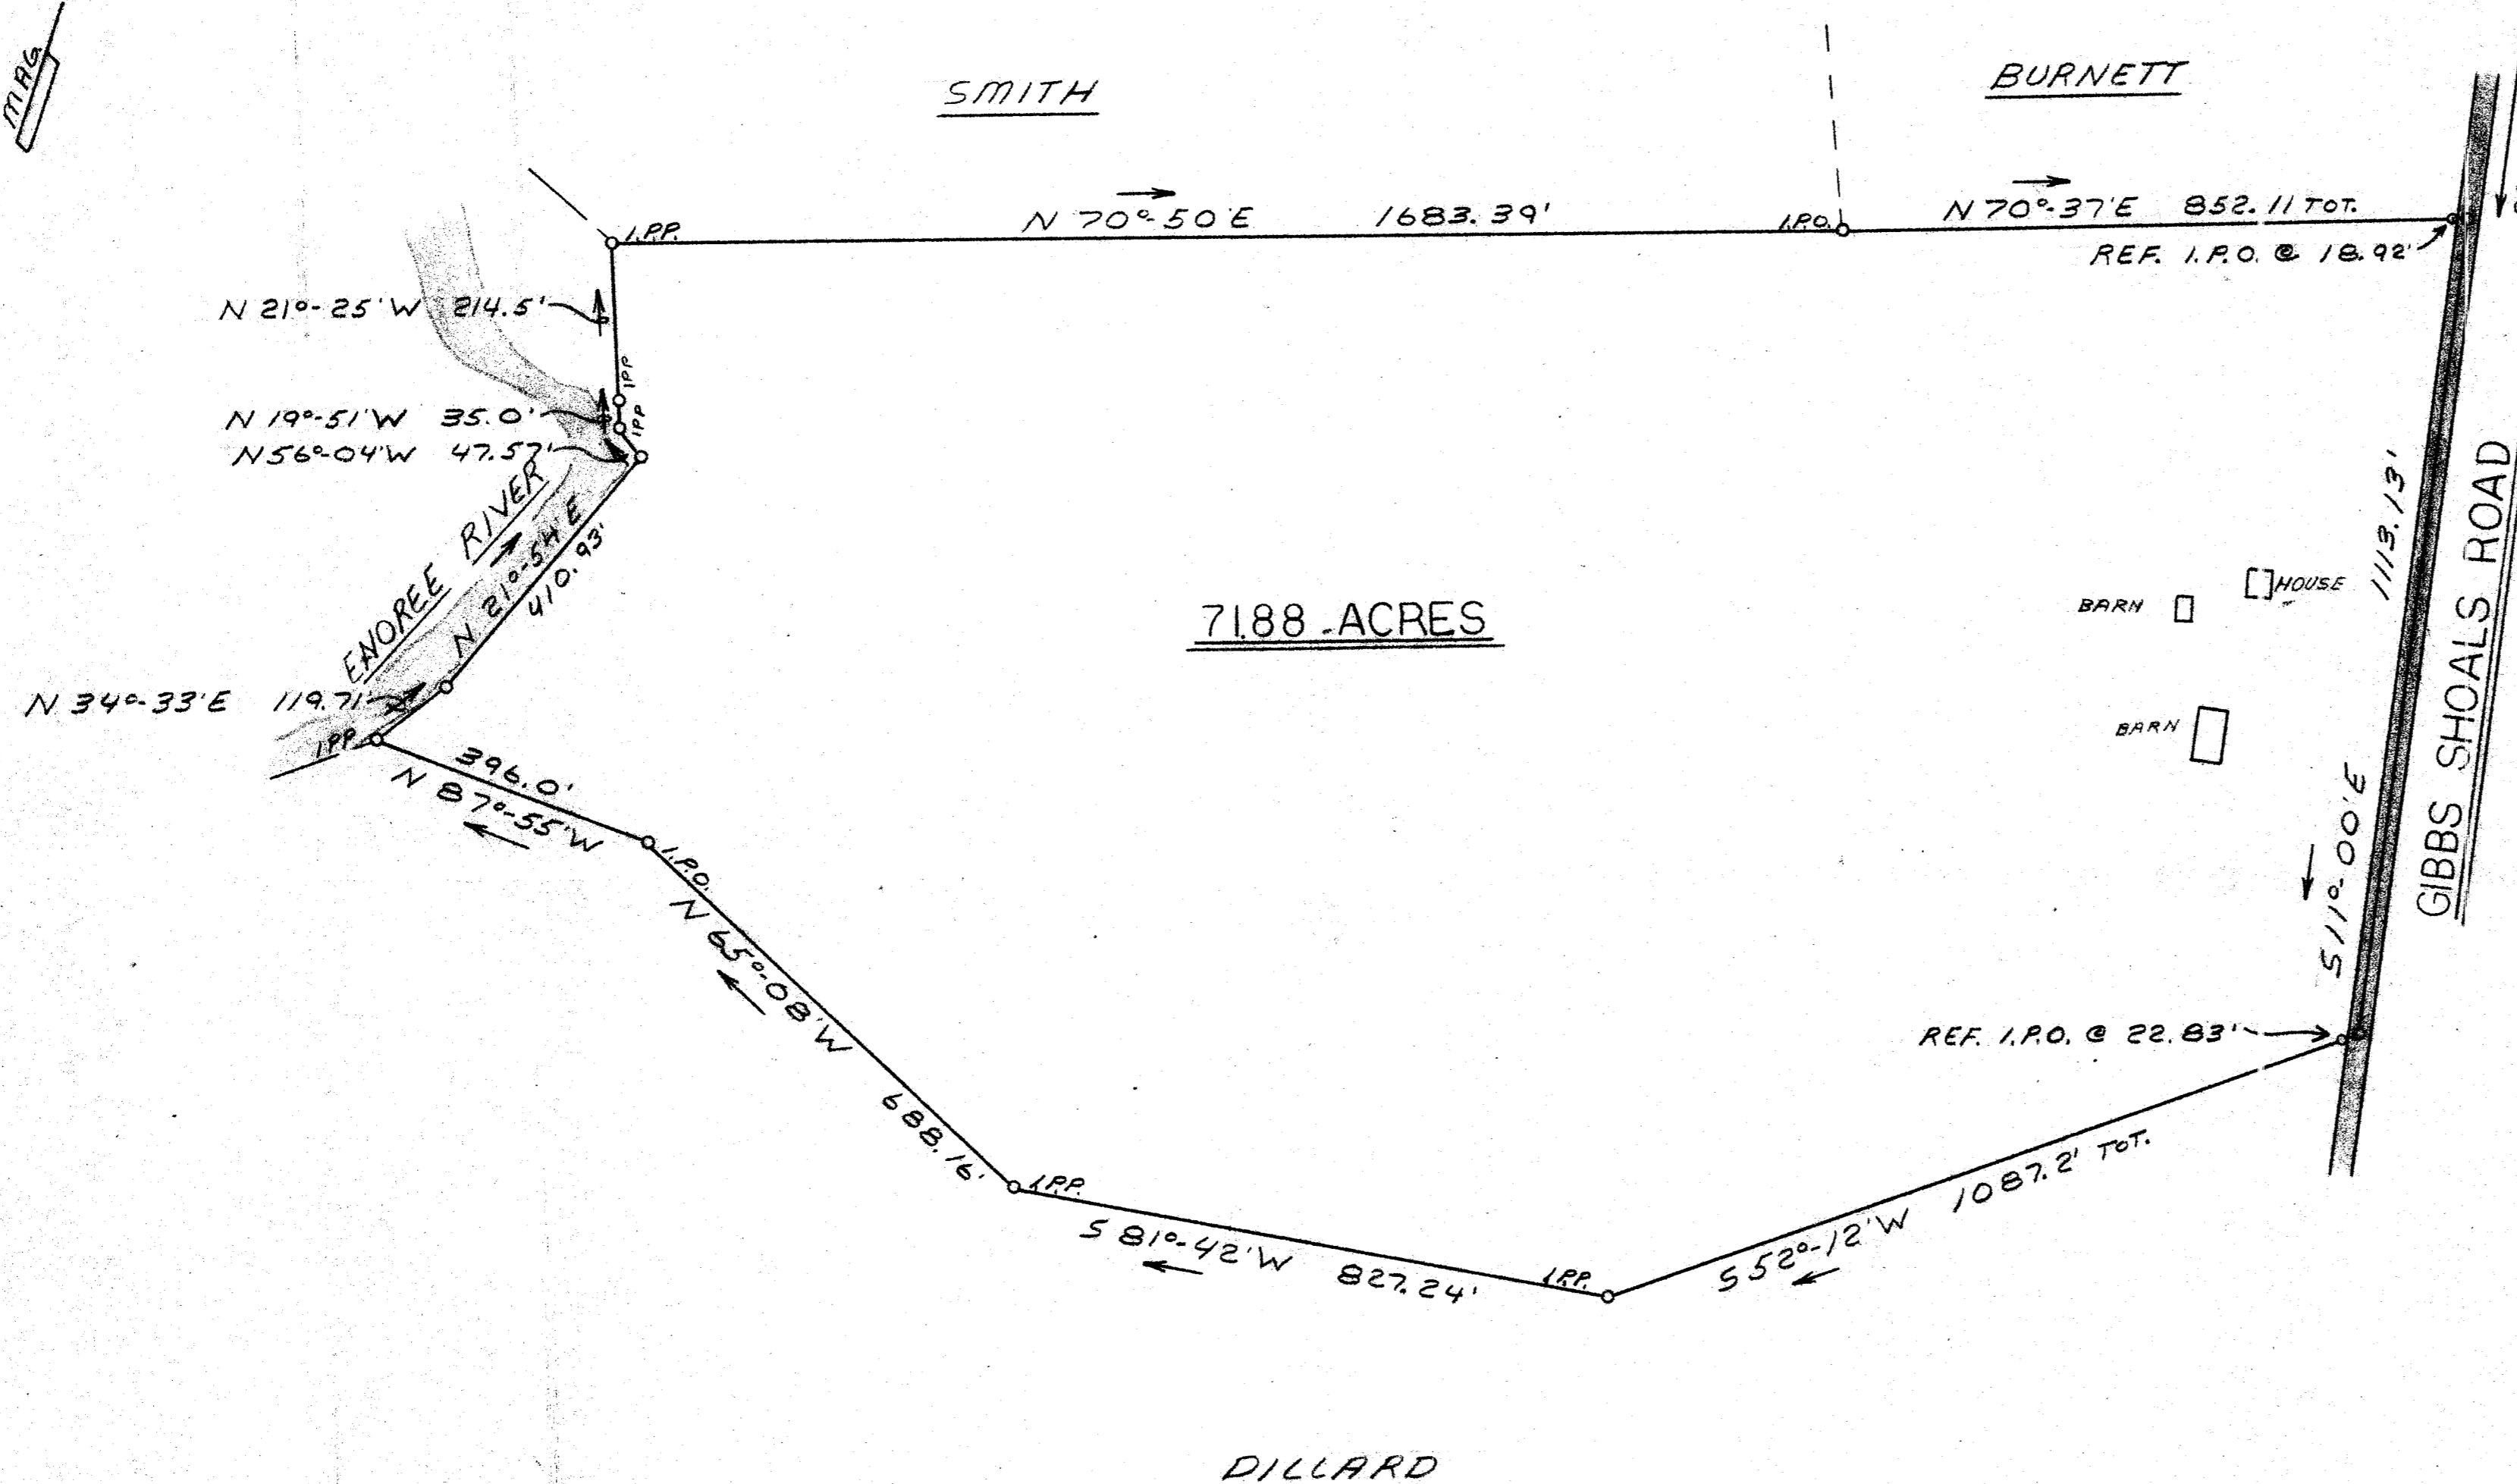 MAG.
SMITH
BURNETT
N 70°-50'E 1683.39'
N 70°-37'E 852.11 TOT.
I.P.P.
I.P.O.
REF. I.P.O. @ 18.92'
N 21°-25'W 214.5'
IPP
N 19°-51'W 35.0'
IPP
N 56°-04'W 47.57'
ENOREE RIVER
N 21°-54'E
410.93'
N 34°-33'E 119.71'
I.P.P.
396.0'
N 87°-55'W
I.P.O.
N 65°-08'W 688.16'
I.P.P.
S 81°-42'W 827.24'
I.P.P.
S 52°-12'W 1087.2' TOT.
REF. I.P.O. @ 22.83'
S 11°-00'E 1113.13'
GIBBS SHOALS ROAD
BARN
HOUSE
BARN
71.88 ACRES
DILLARD